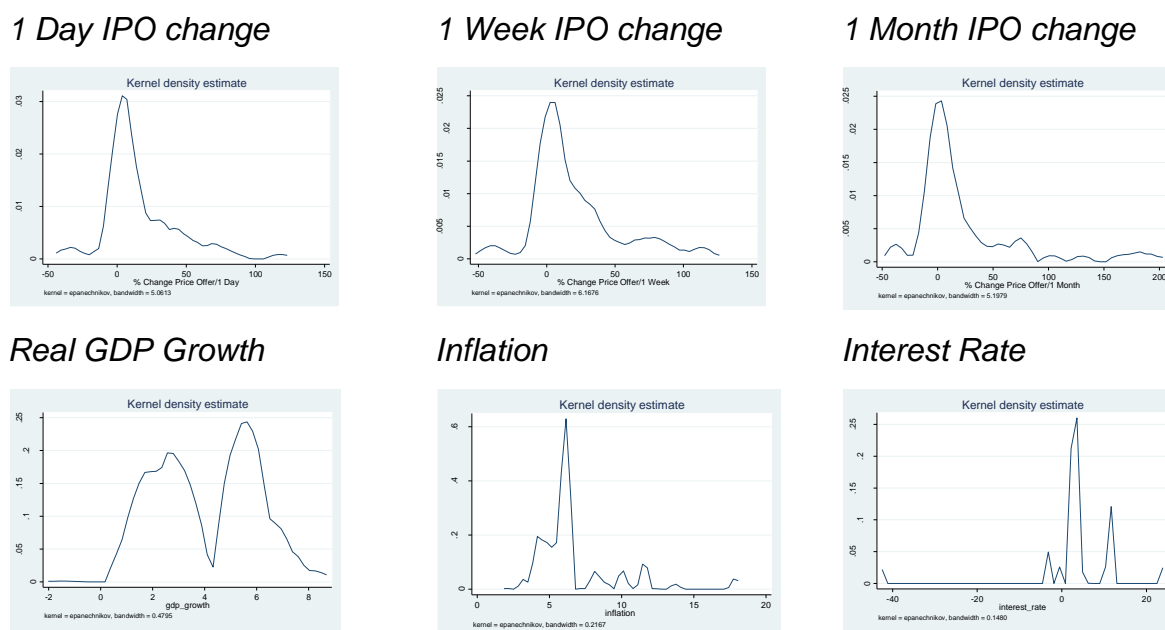 1 Day IPO change
1 Week IPO change
1 Month IPO change
Kernel density estimate
.03
.02
.01
0
-50 0 50 100 150
% Change Price Offer/1 Day
kernel = epanechnikov, bandwidth = 5.0613
Kernel density estimate
.025
.02
.015
.01
.005
0
-50 0 50 100 150
% Change Price Offer/1 Week
kernel = epanechnikov, bandwidth = 6.1676
Kernel density estimate
.025
.02
.015
.01
.005
0
-50 0 50 100 150 200
% Change Price Offer/1 Month
kernel = epanechnikov, bandwidth = 5.1979
Real GDP Growth
Inflation
Interest Rate
Kernel density estimate
.25
.2
.15
.1
.05
0
-2 0 2 4 6 8
gdp_growth
kernel = epanechnikov, bandwidth = 0.4795
Kernel density estimate
.6
.4
.2
0
0 5 10 15 20
inflation
kernel = epanechnikov, bandwidth = 0.2167
Kernel density estimate
.25
.2
.15
.1
.05
0
-40 -20 0 20
interest_rate
kernel = epanechnikov, bandwidth = 0.1480